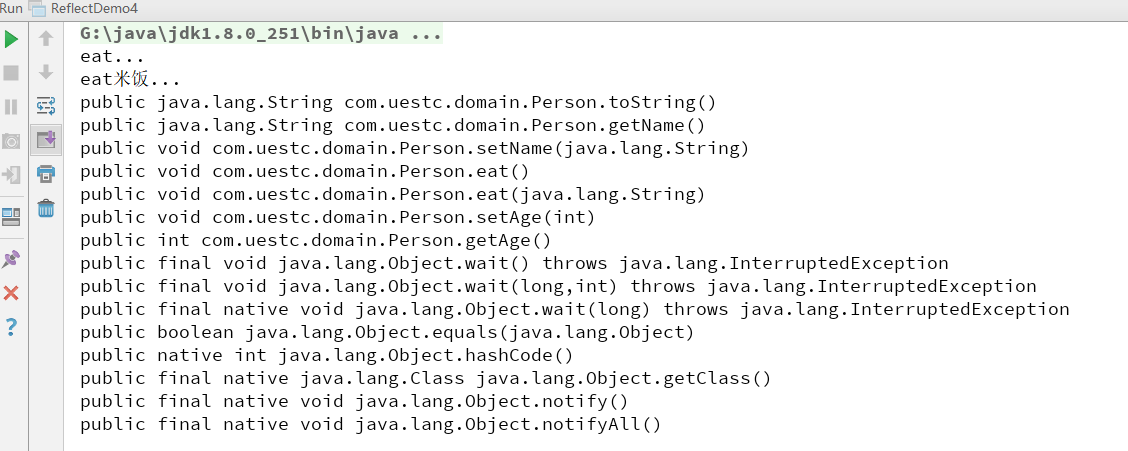 Run ReflectDemo4
G:\java\jdk1.8.0_251\bin\java ...
eat...
eat米饭...
public java.lang.String com.uestc.domain.Person.toString()
public java.lang.String com.uestc.domain.Person.getName()
public void com.uestc.domain.Person.setName(java.lang.String)
public void com.uestc.domain.Person.eat()
public void com.uestc.domain.Person.eat(java.lang.String)
public void com.uestc.domain.Person.setAge(int)
public int com.uestc.domain.Person.getAge()
public final void java.lang.Object.wait() throws java.lang.InterruptedException
public final void java.lang.Object.wait(long,int) throws java.lang.InterruptedException
public final native void java.lang.Object.wait(long) throws java.lang.InterruptedException
public boolean java.lang.Object.equals(java.lang.Object)
public native int java.lang.Object.hashCode()
public final native java.lang.Class java.lang.Object.getClass()
public final native void java.lang.Object.notify()
public final native void java.lang.Object.notifyAll()